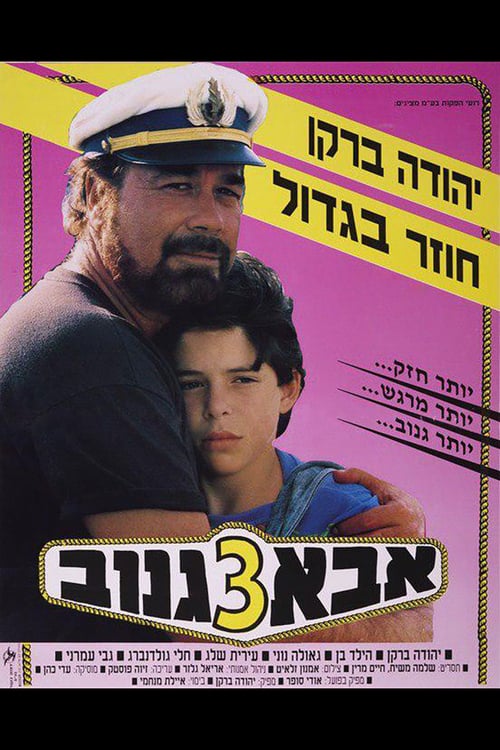 רועי הפקות בע"מ מציגים:
יהודה ברקן
חוזר בגדול
יותר חזק...
יותר מרגש...
יותר גנוב...
אבא גנוב 3
יהודה ברקן ■ הילד בן ■ גאולה נוני ■ עירית שלג ■ חלי גולדנברג ■ גבי עמרני ■
תסריט: שלמה משיח, חיים מרין ■ צילום: אמנון זלאיט ■ ניהול אמנותי: אריאל גלזר ■ עריכה: זיוה פוסטק ■ מוסיקה: עדי כהן ■
מפיק בפועל: אודי סופר ■ מפיק: יהודה ברקן ■ בימוי: איילת מנחמי ■